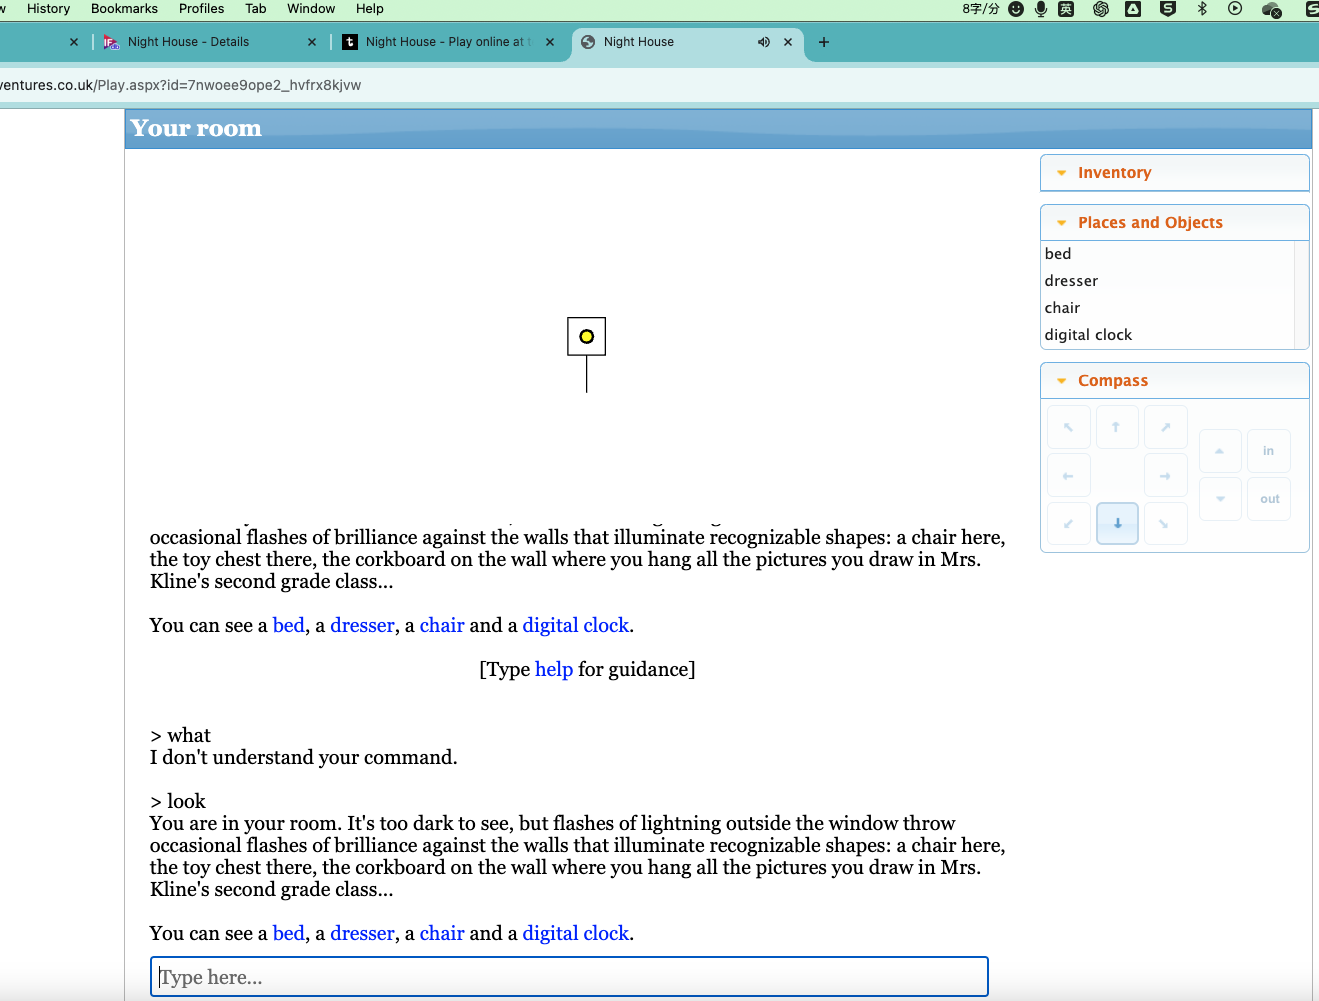 History Bookmarks Profiles Tab Window Help 8字/分 英
Night House - Details
Night House - Play online at
Night House
ventures.co.uk/Play.aspx?id=7nwoee9ope2_hvfrx8kjvw
Your room
Inventory
Places and Objects
bed
dresser
chair
digital clock
Compass
in
out
occasional flashes of brilliance against the walls that illuminate recognizable shapes: a chair here,
the toy chest there, the corkboard on the wall where you hang all the pictures you draw in Mrs.
Kline's second grade class...
You can see a bed, a dresser, a chair and a digital clock.
[Type help for guidance]
> what
I don't understand your command.
> look
You are in your room. It's too dark to see, but flashes of lightning outside the window throw
occasional flashes of brilliance against the walls that illuminate recognizable shapes: a chair here,
the toy chest there, the corkboard on the wall where you hang all the pictures you draw in Mrs.
Kline's second grade class...
You can see a bed, a dresser, a chair and a digital clock.
Type here...